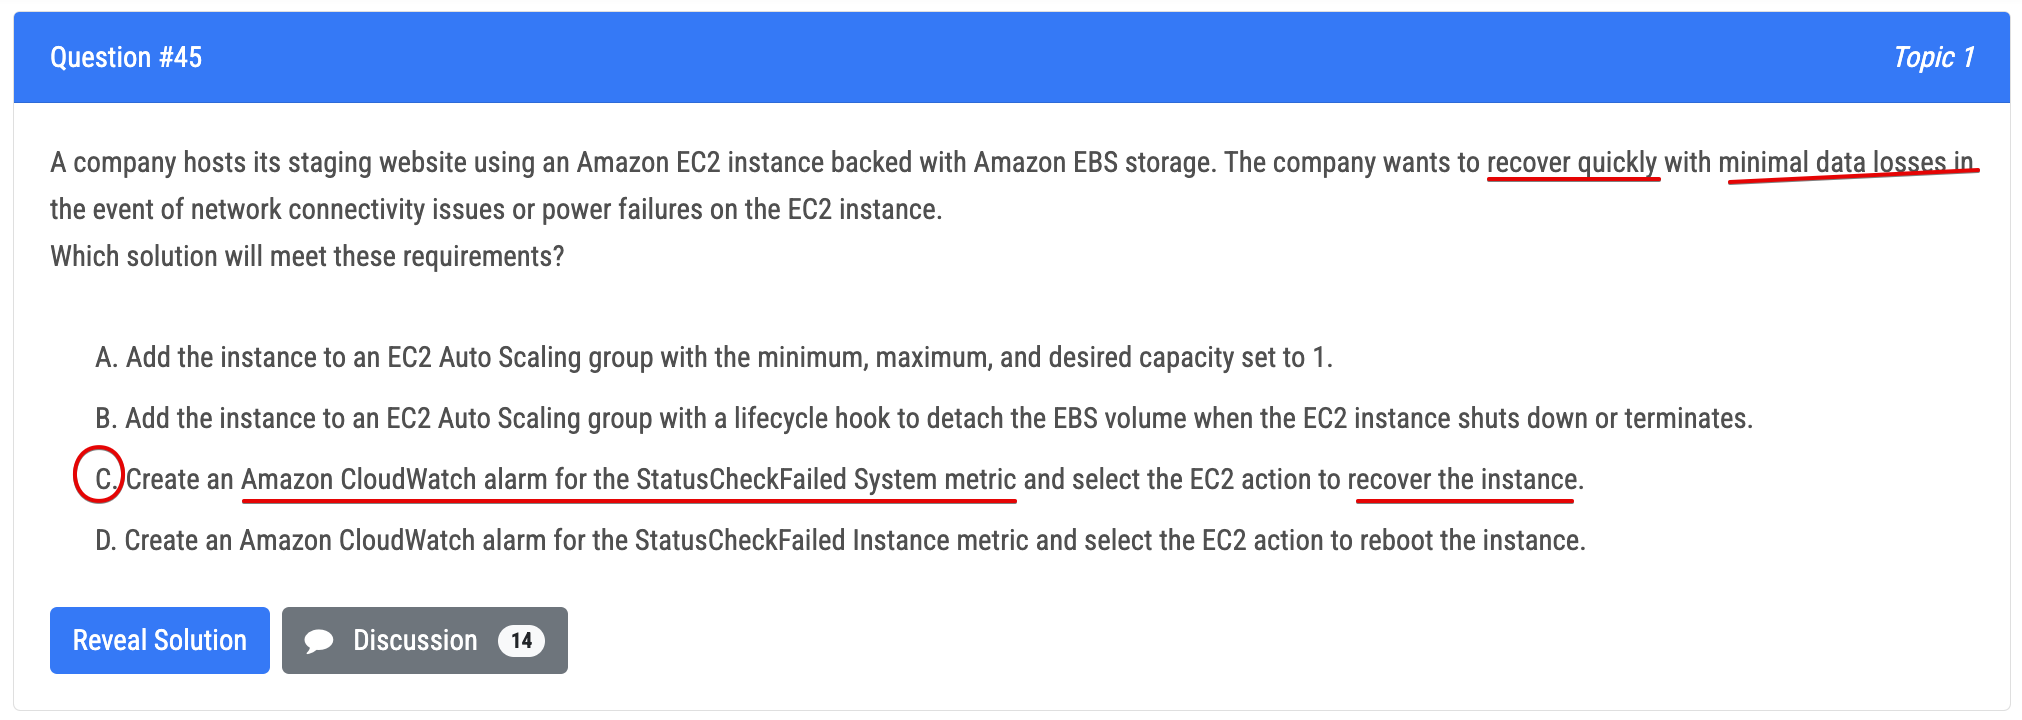 Question #45
Topic 1
A company hosts its staging website using an Amazon EC2 instance backed with Amazon EBS storage. The company wants to recover quickly with minimal data losses in
the event of network connectivity issues or power failures on the EC2 instance.
Which solution will meet these requirements?
A. Add the instance to an EC2 Auto Scaling group with the minimum, maximum, and desired capacity set to 1.
B. Add the instance to an EC2 Auto Scaling group with a lifecycle hook to detach the EBS volume when the EC2 instance shuts down or terminates.
C. Create an Amazon CloudWatch alarm for the StatusCheckFailed System metric and select the EC2 action to recover the instance.
D. Create an Amazon CloudWatch alarm for the StatusCheckFailed Instance metric and select the EC2 action to reboot the instance.
Reveal Solution
Discussion 14